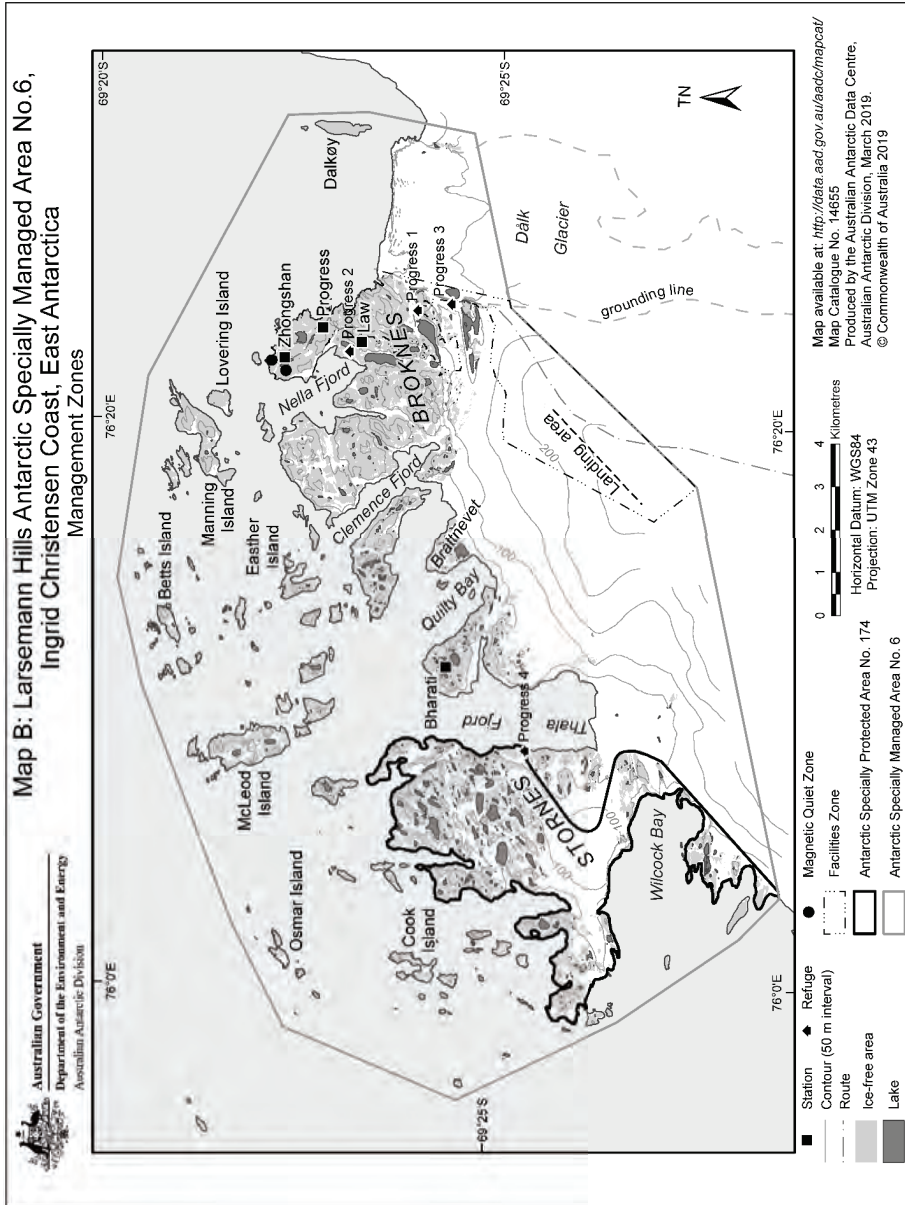 Australian Government
Department of the Environment and Energy
Australian Antarctic Division
Map B: Larsemann Hills Antarctic Specially Managed Area No.6,
Ingrid Christensen Coast, East Antarctica
Management Zones
69°20'S
69°25'S
69°25'S
76°0'E
76°20'E
76°0'E
76°20'E
Betts Island
Manning
Island
Lovering Island
Easther
Island
McLeod
Island
Osmar Island
Cook
Island
Dalkøy
Zhongshan
Progress
Progress 2
Law
Progress 1
Progress 3
Nella Fjord
BROKNES
Clemence Fjord
Brattnevet
Quilty Bay
Bharati
Thala
Fjord
Progress 4
STORNES
Wilcock Bay
100
100
100
200
Landing area
Dålk
Glacier
grounding line
TN
Station
Refuge
Magnetic Quiet Zone
Contour (50 m interval)
Facilities Zone
Route
Ice-free area
Antarctic Specially Protected Area No. 174
Lake
Antarctic Specially Managed Area No. 6
0 1 2 3 4
Kilometres
Horizontal Datum: WGS84
Projection: UTM Zone 43
Map available at: http://data.aad.gov.au/aadc/mapcat/
Map Catalogue No. 14655
Produced by the Australian Antarctic Data Centre,
Australian Antarctic Division, March 2019.
© Commonwealth of Australia 2019